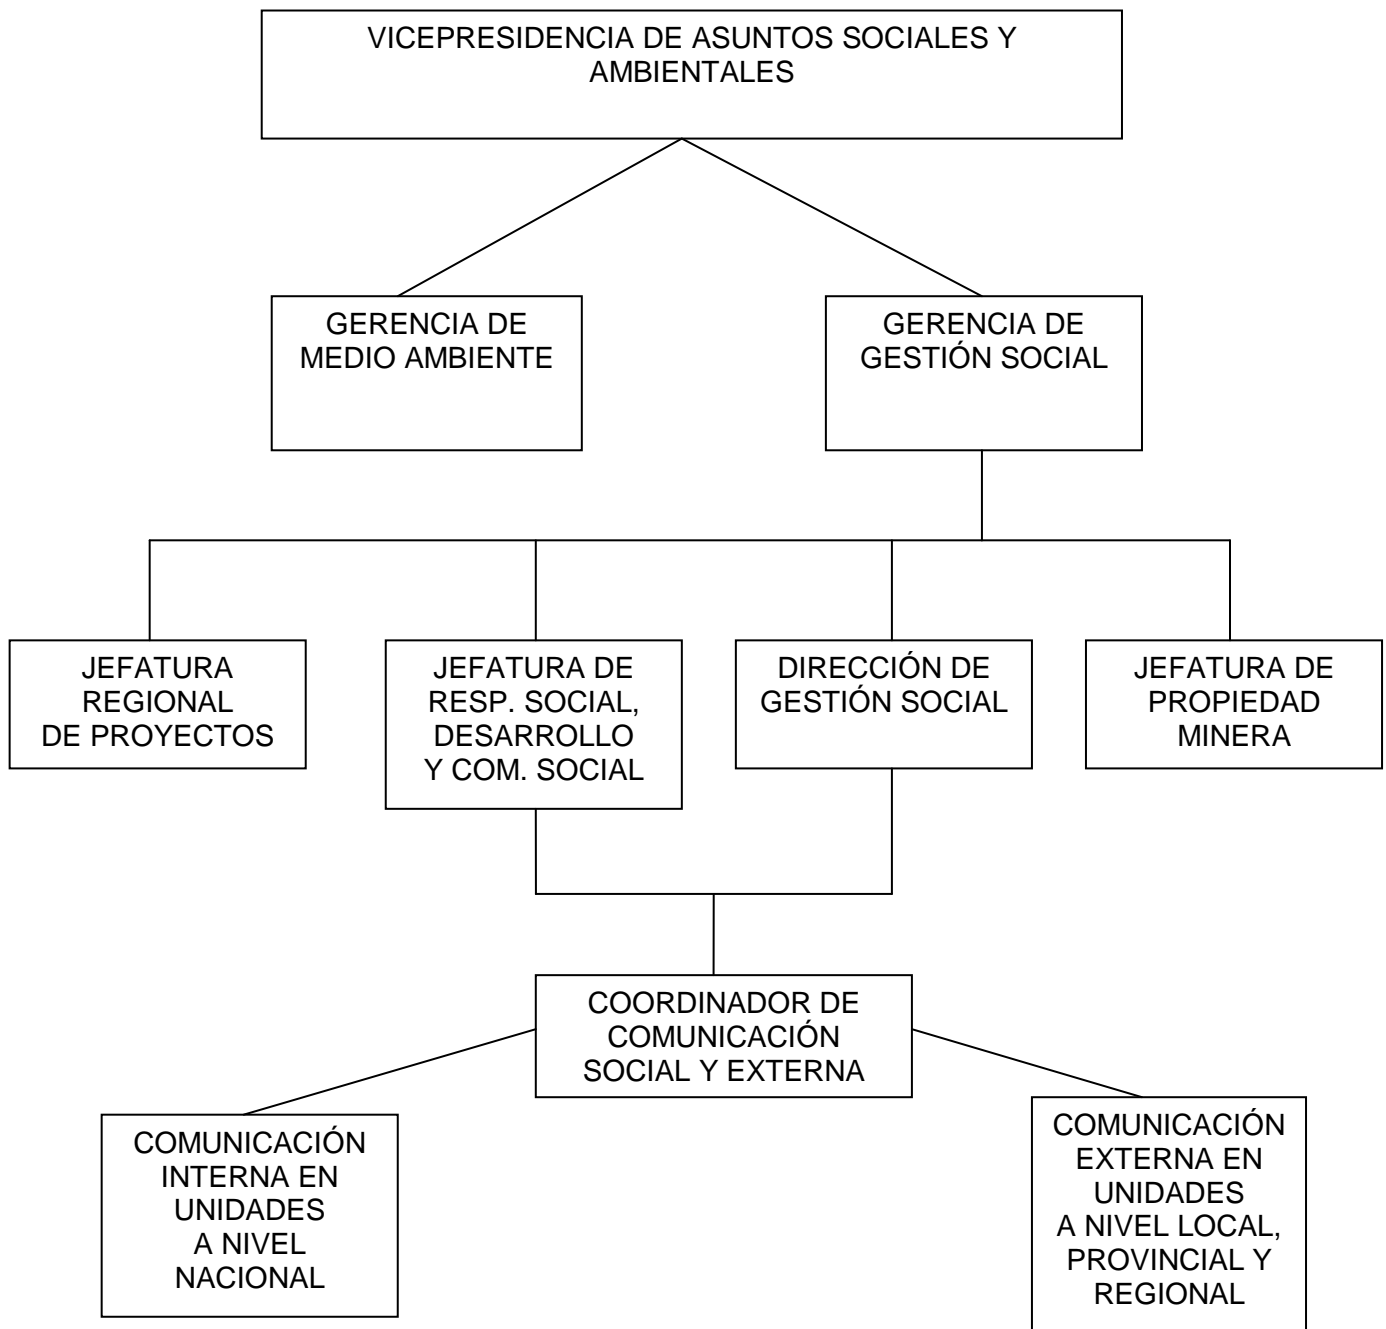 VICEPRESIDENCIA DE ASUNTOS SOCIALES Y
AMBIENTALES
GERENCIA DE
MEDIO AMBIENTE
GERENCIA DE
GESTIÓN SOCIAL
JEFATURA
REGIONAL
DE PROYECTOS
JEFATURA DE
RESP. SOCIAL,
DESARROLLO
Y COM. SOCIAL
DIRECCIÓN DE
GESTIÓN SOCIAL
JEFATURA DE
PROPIEDAD
MINERA
COORDINADOR DE
COMUNICACIÓN
SOCIAL Y EXTERNA
COMUNICACIÓN
INTERNA EN
UNIDADES
A NIVEL
NACIONAL
COMUNICACIÓN
EXTERNA EN
UNIDADES
A NIVEL LOCAL,
PROVINCIAL Y
REGIONAL